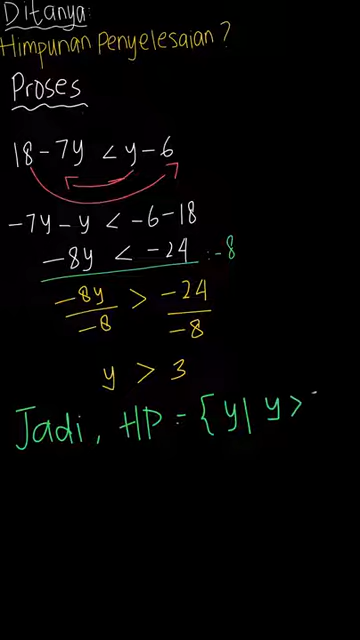 Ditanya:
Himpunan Penyelesaian ?
Proses
18 - 7y < y - 6
-7y - y < -6 - 18
-8y < -24 : -8
-8y/-8 > -24/-8
y > 3
Jadi, HP = { y | y >